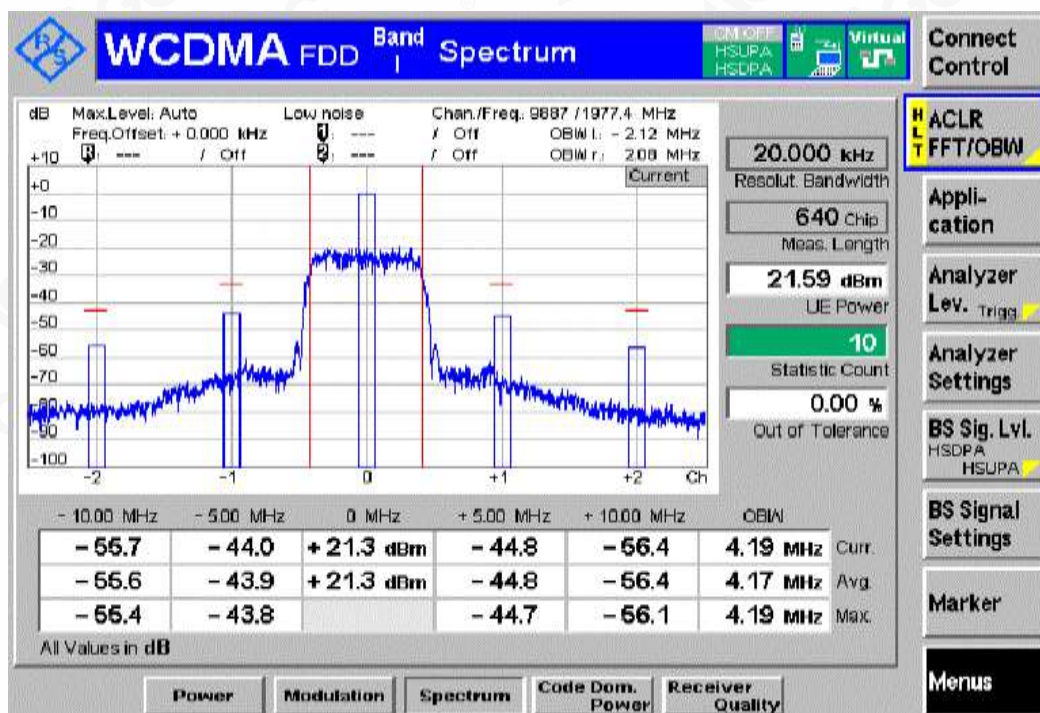 R S
WCDMA FDD Band I Spectrum
CM OFF
HSUPA
HSDPA
Virtual
Connect Control
dB Max.Level: Auto Low noise Chan./Freq.: 9887 /1977.4 MHz
Freq.Offset: + 0.000 kHz 1: --- / Off OBW l.: - 2.12 MHz
R: --- / Off 2: --- / Off OBW r.: 2.08 MHz
Current
+10
+0
-10
-20
-30
-40
-50
-60
-70
-80
-90
-100
-2 -1 0 +1 +2 Ch
20.000 kHz
Resolut. Bandwidth
640 Chip
Meas. Length
21.59 dBm
UE Power
10
Statistic Count
0.00 %
Out of Tolerance
- 10.00 MHz - 5.00 MHz 0 MHz + 5.00 MHz + 10.00 MHz OBW
- 55.7 - 44.0 + 21.3 dBm - 44.8 - 56.4 4.19 MHz Curr.
- 55.6 - 43.9 + 21.3 dBm - 44.8 - 56.4 4.17 MHz Avg.
- 55.4 - 43.8 - 44.7 - 56.1 4.19 MHz Max.
All Values in dB
Power
Modulation
Spectrum
Code Dom. Power
Receiver Quality
HLT
ACLR
FFT/OBW
Appli-
cation
Analyzer
Lev. Trigg.
Analyzer
Settings
BS Sig. Lvl.
HSDPA
HSUPA
BS Signal
Settings
Marker
Menus